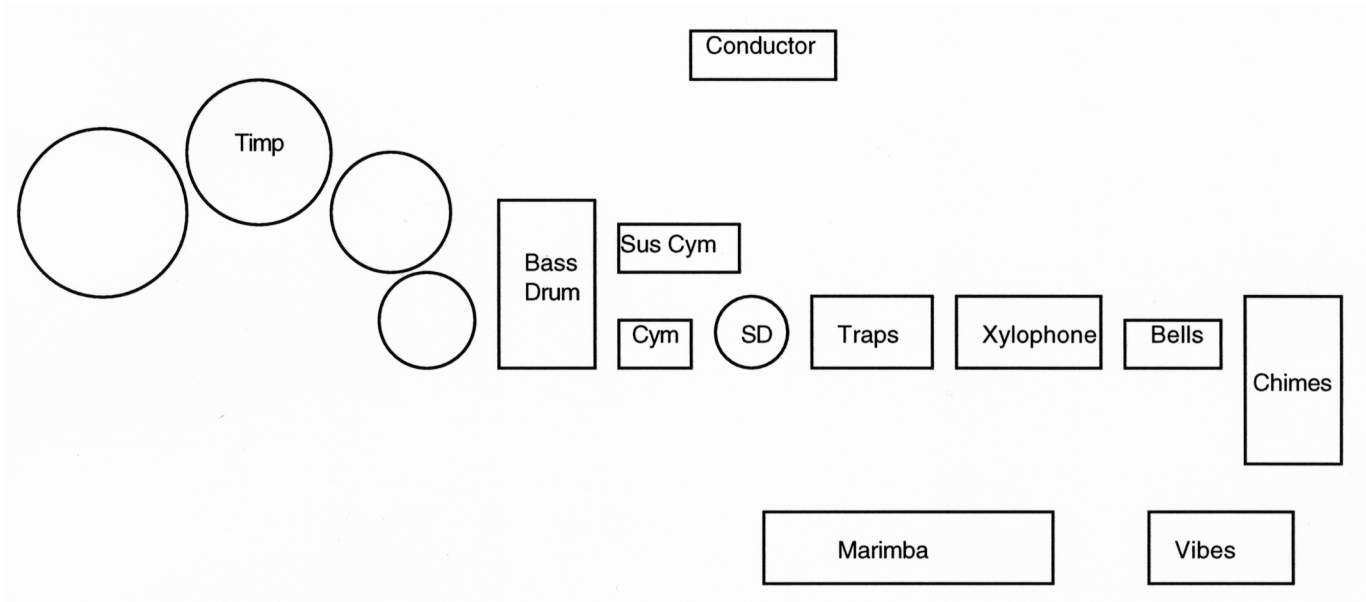 Conductor
Timp
Bass
Drum
Sus Cym
Cym
SD
Traps
Xylophone
Bells
Chimes
Marimba
Vibes